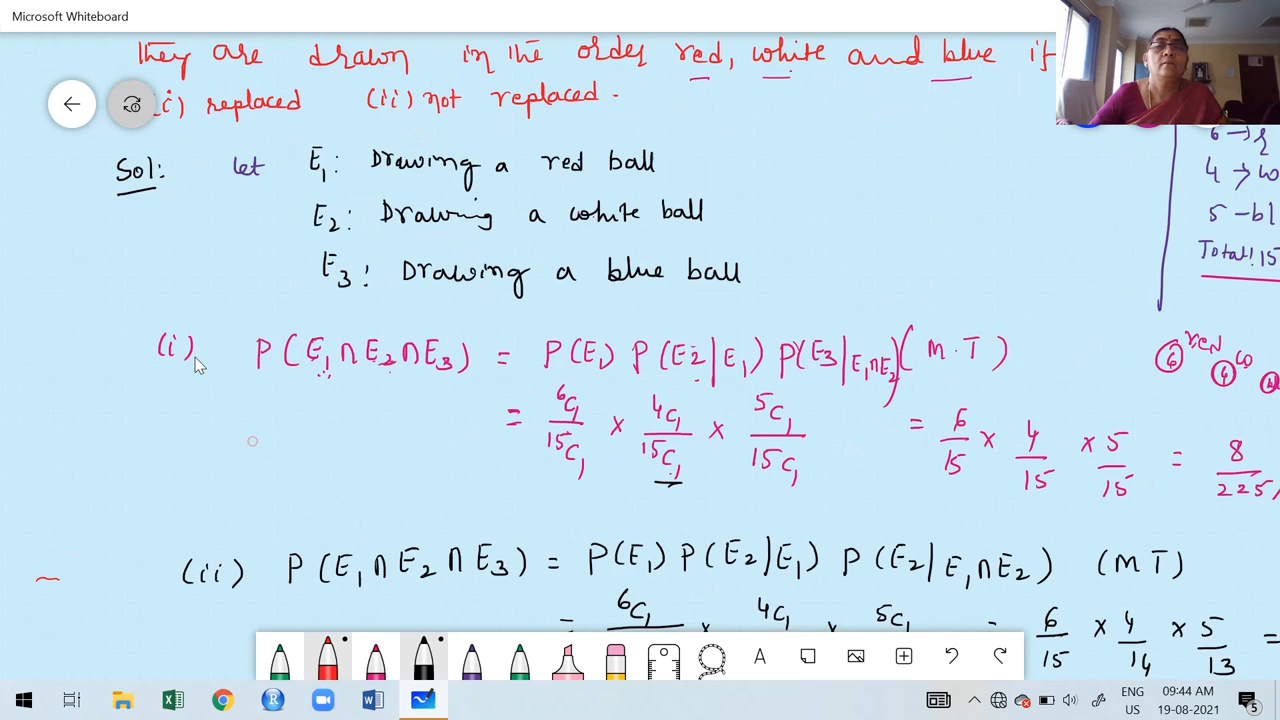 Microsoft Whiteboard
They are drawn in the order red, white and blue if
(i) replaced (ii) not replaced.
6 →
4 → w
5 - bl
Total! 15
Sol: let E₁: Drawing a red ball
E₂: Drawing a white ball
E₃: Drawing a blue ball
(i) P(E₁∩E₂∩E₃) = P(E₁) P(E₂|E₁) P(E₃|E₁∩E₂) (M.T)
= 6C₁/15C₁ × 4C₁/15C₁ × 5C₁/15C₁ = 6/15 × 4/15 × 5/15 = 8/225
(ii) P(E₁∩E₂∩E₃) = P(E₁) P(E₂|E₁) P(E₂|E₁∩E₂) (MT)
= 6C₁ × 4C₁ × 5C₁ = 6/15 × 4/14 × 5/13 =
ENG
US
09:44 AM
19-08-2021
5